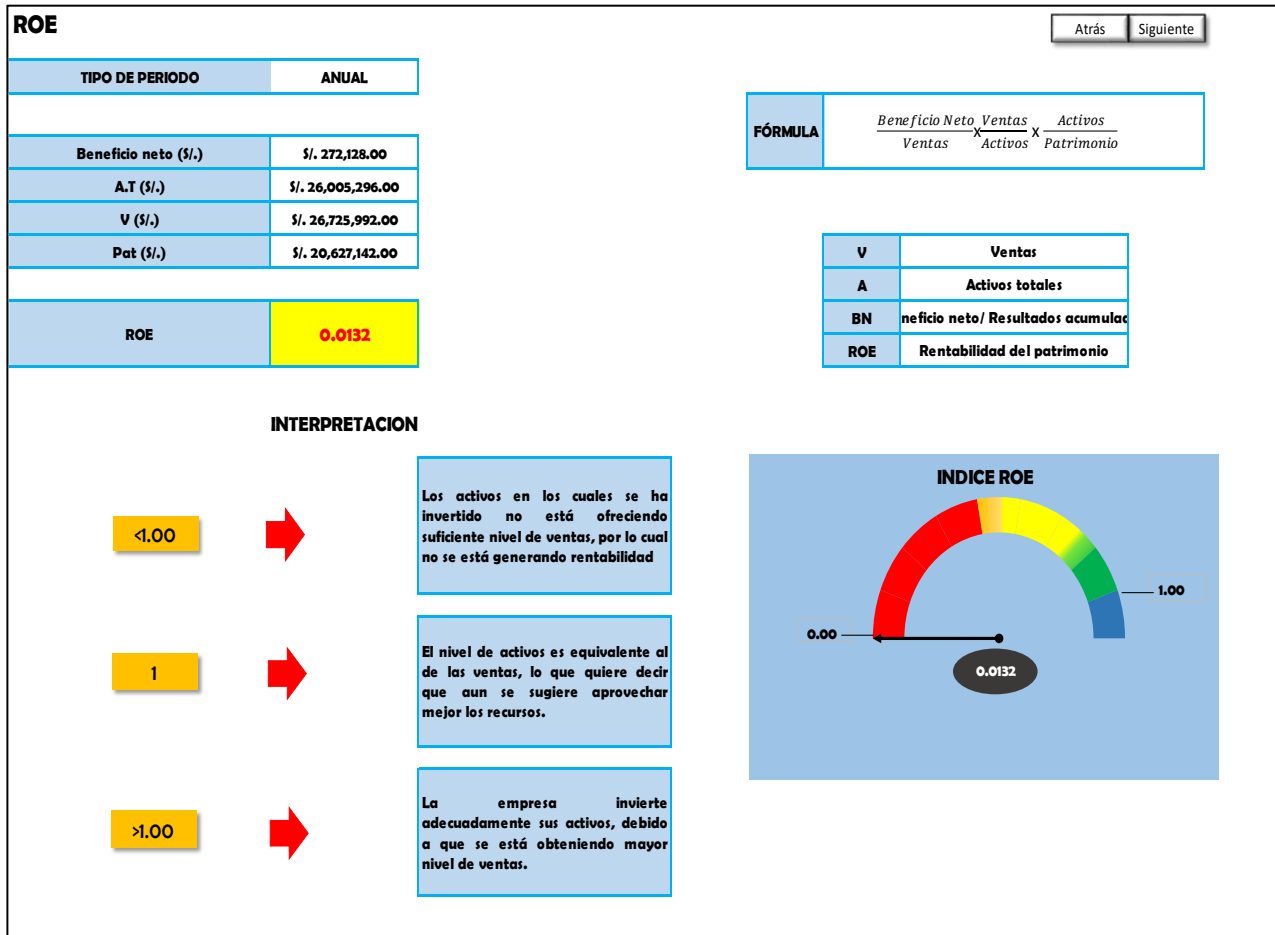 ROE
Atrás Siguiente
TIPO DE PERIODO ANUAL
FÓRMULA
Beneficio Neto Ventas Activos
X X
Ventas Activos Patrimonio
Beneficio neto (S/.) S/. 272,128.00
A.T (S/.) S/. 26,005,296.00
V (S/.) S/. 26,725,992.00
Pat (S/.) S/. 20,627,142.00
V Ventas
A Activos totales
BN neficio neto/ Resultados acumulad
ROE Rentabilidad del patrimonio
ROE 0.0132
INTERPRETACION
<1.00
Los activos en los cuales se ha
invertido no está ofreciendo
suficiente nivel de ventas, por lo cual
no se está generando rentabilidad
1
El nivel de activos es equivalente al
de las ventas, lo que quiere decir
que aun se sugiere aprovechar
mejor los recursos.
>1.00
La empresa invierte
adecuadamente sus activos, debido
a que se está obteniendo mayor
nivel de ventas.
INDICE ROE
1.00
0.00
0.0132